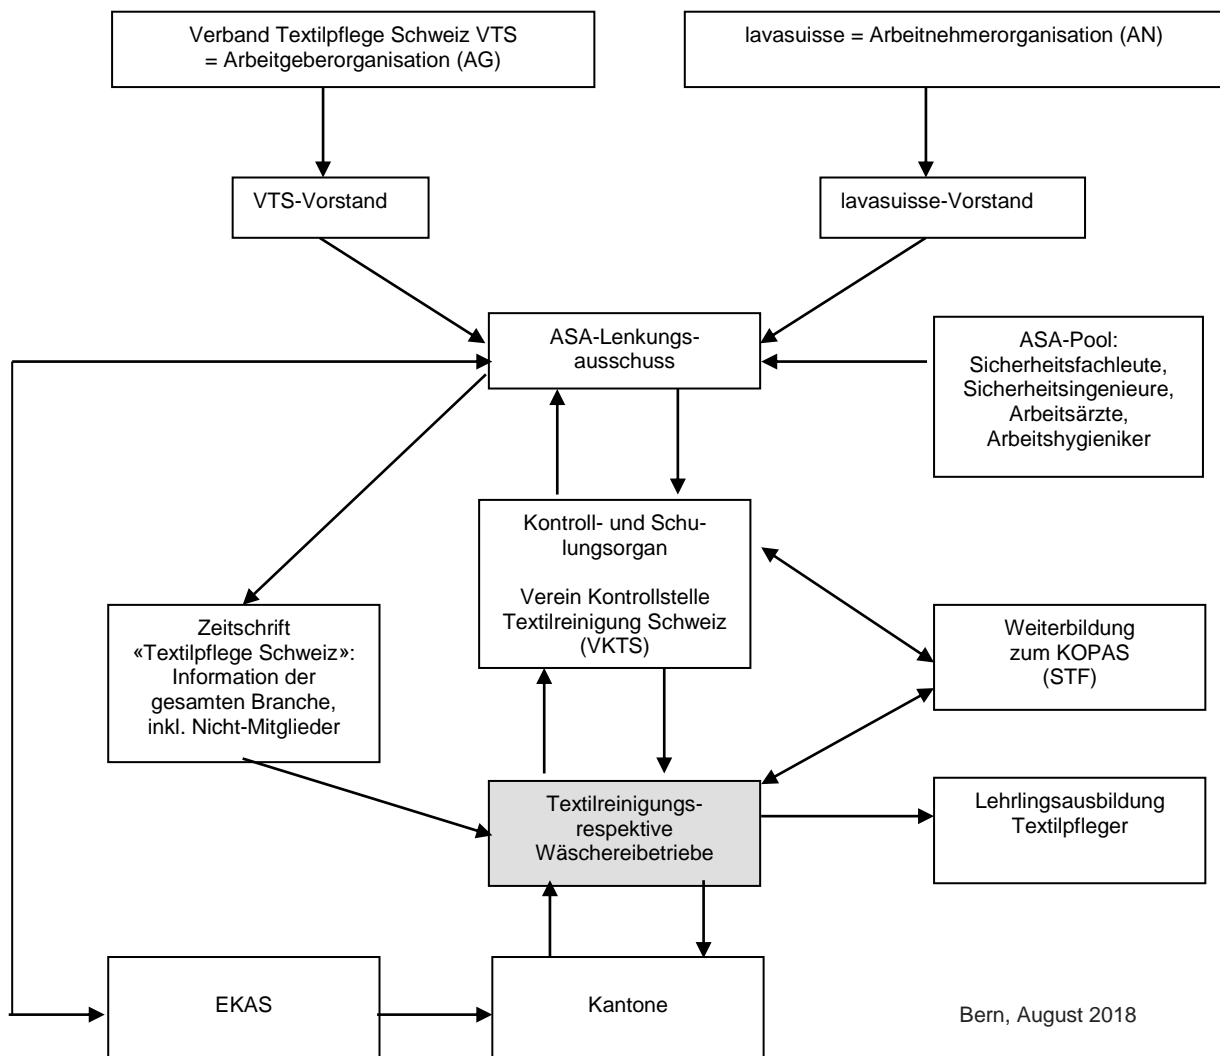 Verband Textilpflege Schweiz VTS
= Arbeitgeberorganisation (AG)
lavasuisse = Arbeitnehmerorganisation (AN)
VTS-Vorstand
lavasuisse-Vorstand
ASA-Lenkungs-
ausschuss
ASA-Pool:
Sicherheitsfachleute,
Sicherheitsingenieure,
Arbeitsärzte,
Arbeitshygieniker
Kontroll- und Schu-
lungsorgan
Verein Kontrollstelle
Textilreinigung Schweiz
(VKTS)
Zeitschrift
«Textilpflege Schweiz»:
Information der
gesamten Branche,
inkl. Nicht-Mitglieder
Weiterbildung
zum KOPAS
(STF)
Textilreinigungs-
respektive
Wäschereibetriebe
Lehrlingsausbildung
Textilpfleger
EKAS
Kantone
Bern, August 2018